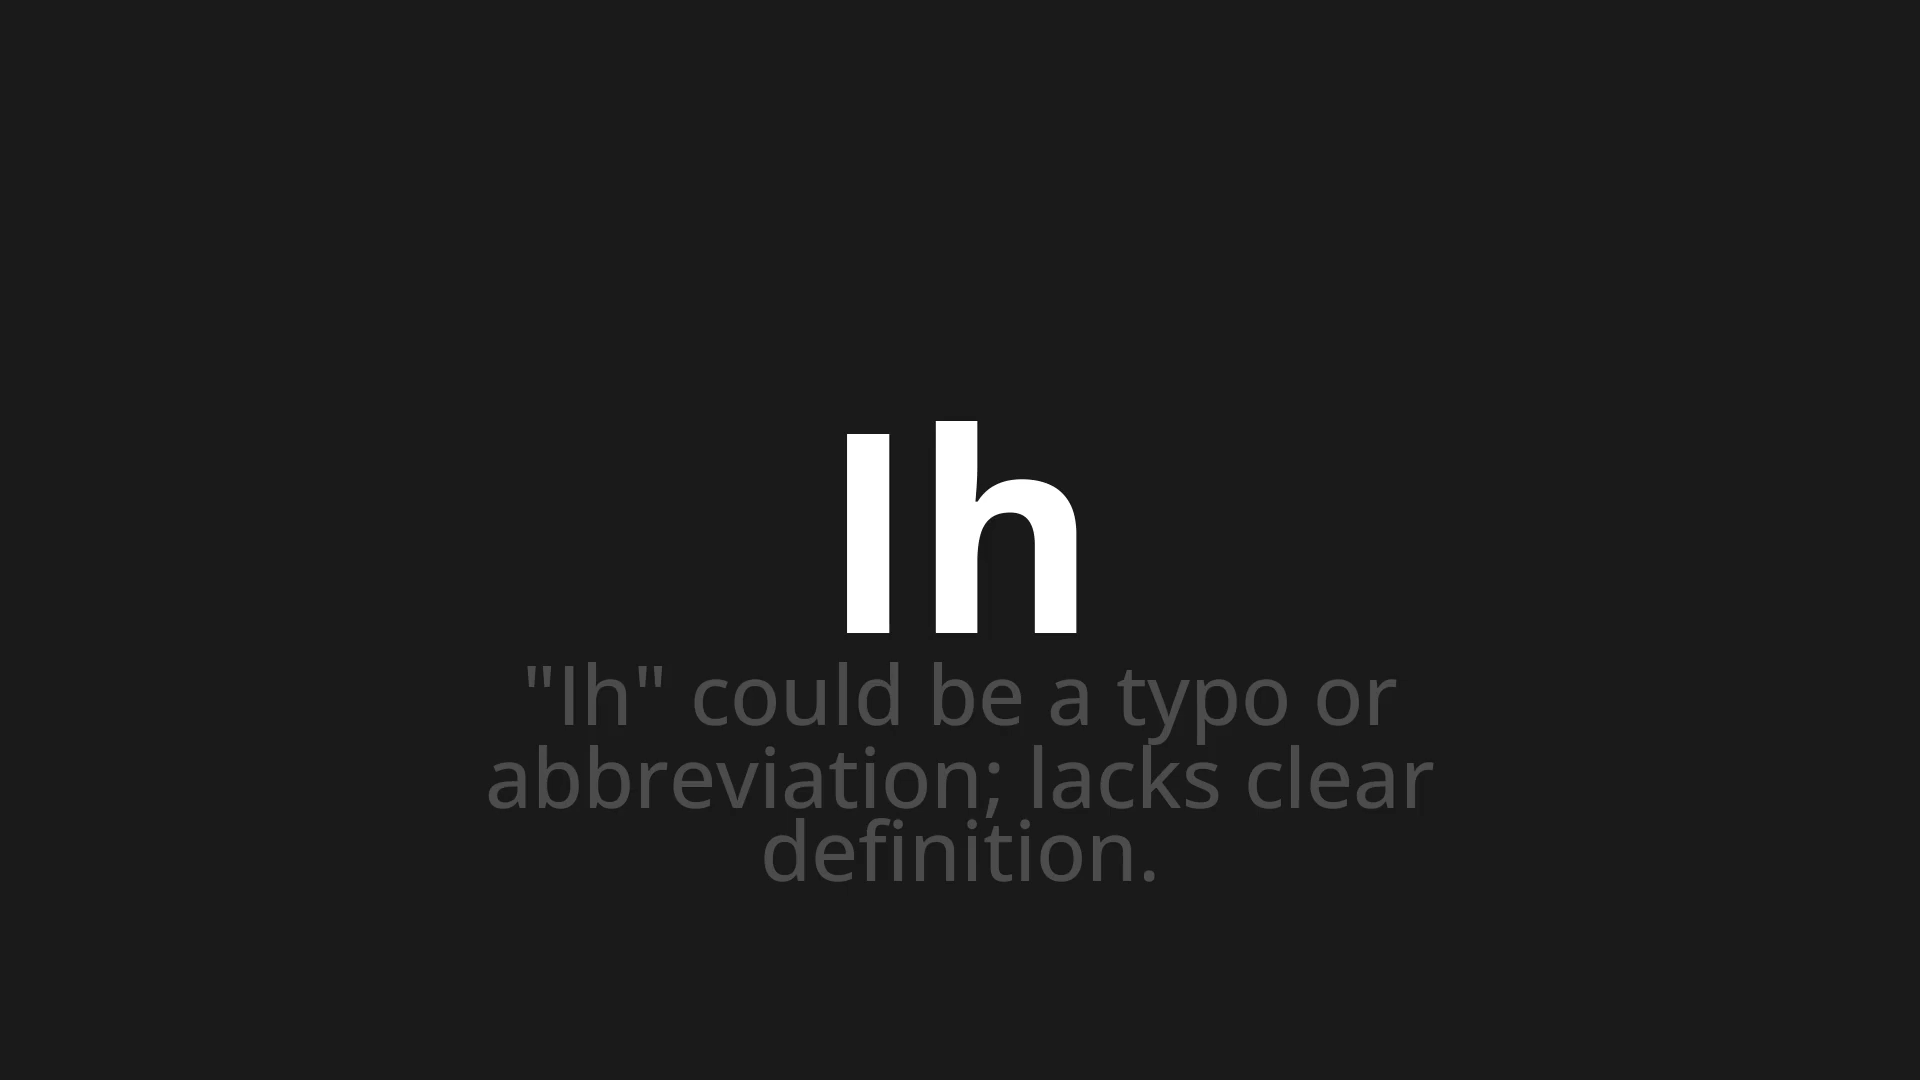 Ih
"Ih" could be a typo or
abbreviation; lacks clear
definition.